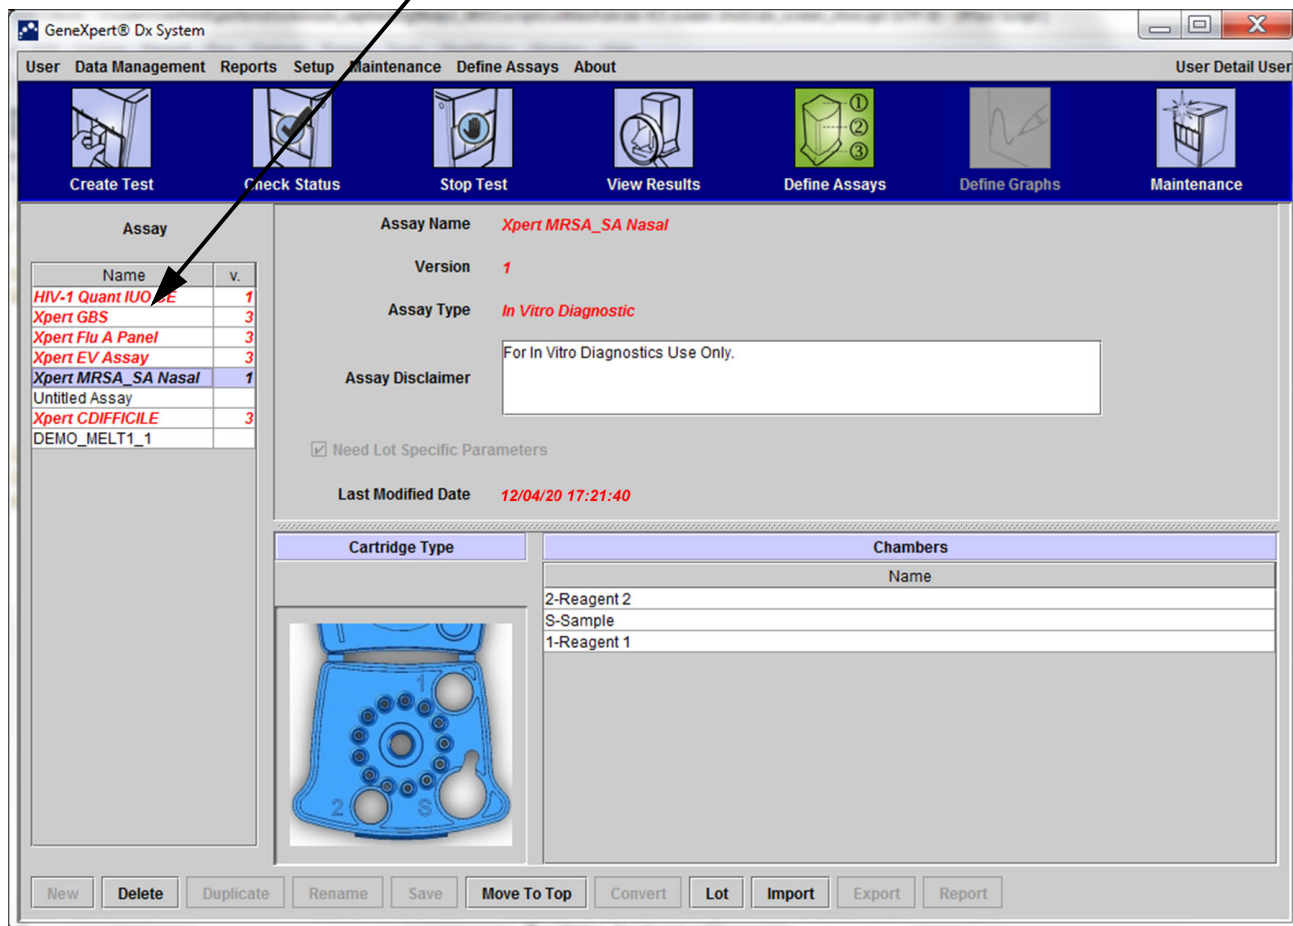 GeneXpert® Dx System
User Data Management Reports Setup Maintenance Define Assays About User Detail User
Create Test Check Status Stop Test View Results Define Assays Define Graphs Maintenance
Assay
Name v.
HIV-1 Quant IUO CE 1
Xpert GBS 3
Xpert Flu A Panel 3
Xpert EV Assay 3
Xpert MRSA_SA Nasal 1
Untitled Assay
Xpert CDIFFICILE 3
DEMO_MELT1_1
Assay Name Xpert MRSA_SA Nasal
Version 1
Assay Type In Vitro Diagnostic
Assay Disclaimer For In Vitro Diagnostics Use Only.
Need Lot Specific Parameters
Last Modified Date 12/04/20 17:21:40
Cartridge Type
1
2 S
Chambers
Name
2-Reagent 2
S-Sample
1-Reagent 1
New Delete Duplicate Rename Save Move To Top Convert Lot Import Export Report